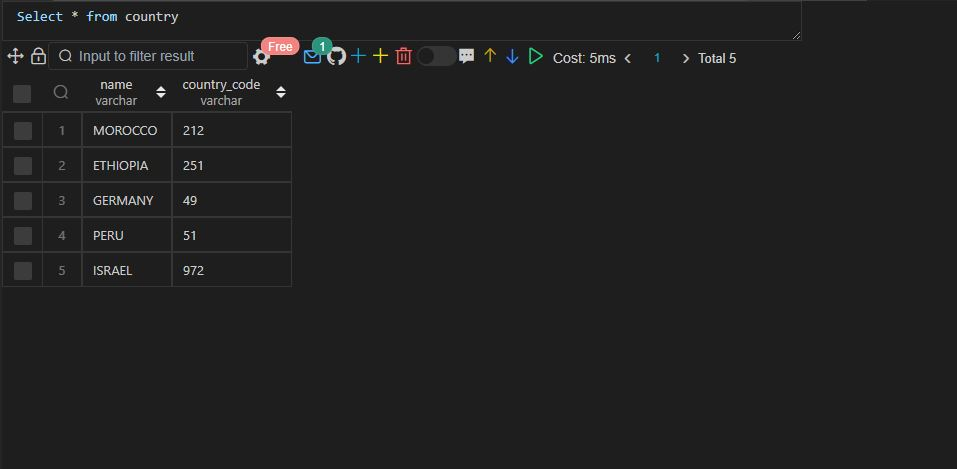 Select * from country
Input to filter result Free 1 Cost: 5ms 1 Total 5
name country_code
varchar varchar
1 MOROCCO 212
2 ETHIOPIA 251
3 GERMANY 49
4 PERU 51
5 ISRAEL 972